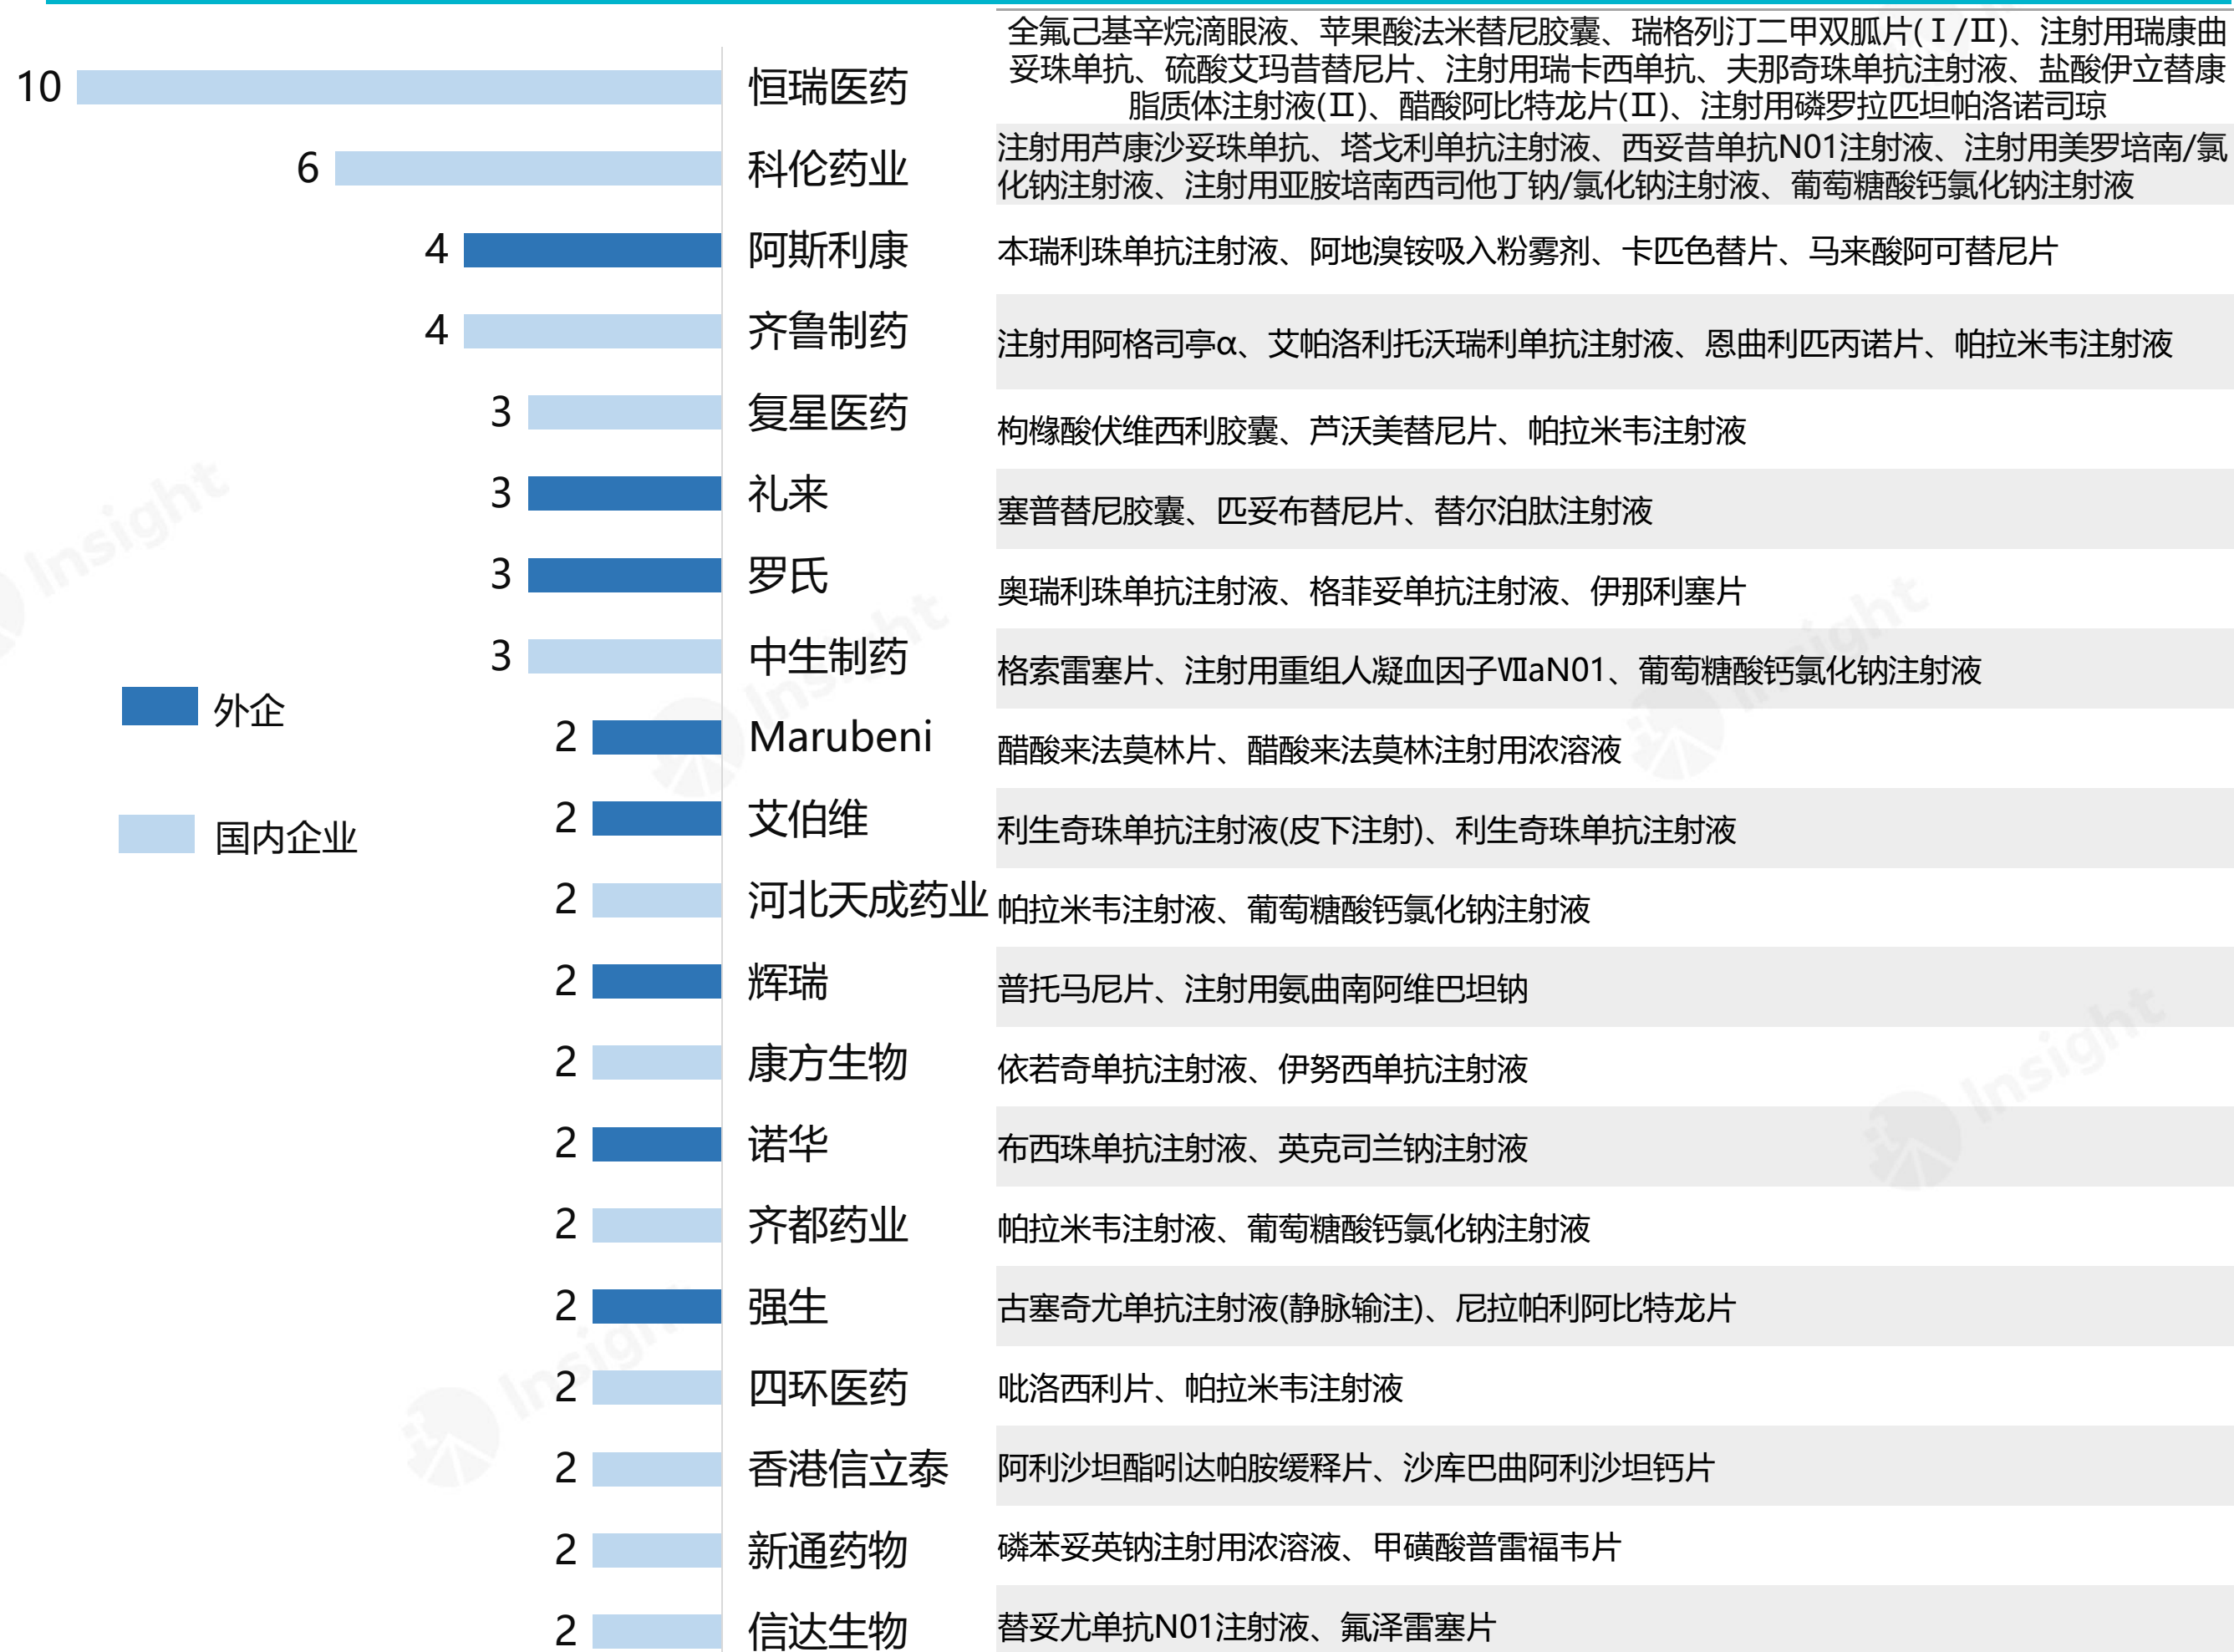 全氟己基辛烷滴眼液、苹果酸法米替尼胶囊、瑞格列汀二甲双胍片(Ⅰ/Ⅱ)、注射用瑞康曲
10 恒瑞医药 妥珠单抗、硫酸艾玛昔替尼片、注射用瑞卡西单抗、夫那奇珠单抗注射液、盐酸伊立替康
脂质体注射液(Ⅱ)、醋酸阿比特龙片(Ⅱ)、注射用磷罗拉匹坦帕洛诺司琼
6 科伦药业 注射用芦康沙妥珠单抗、塔戈利单抗注射液、西妥昔单抗N01注射液、注射用美罗培南/氯
化钠注射液、注射用亚胺培南西司他丁钠/氯化钠注射液、葡萄糖酸钙氯化钠注射液
4 阿斯利康 本瑞利珠单抗注射液、阿地溴铵吸入粉雾剂、卡匹色替片、马来酸阿可替尼片
4 齐鲁制药 注射用阿格司亭α、艾帕洛利托沃瑞利单抗注射液、恩曲利匹丙诺片、帕拉米韦注射液
3 复星医药 枸橼酸伏维西利胶囊、芦沃美替尼片、帕拉米韦注射液
3 礼来 塞普替尼胶囊、匹妥布替尼片、替尔泊肽注射液
3 罗氏 奥瑞利珠单抗注射液、格菲妥单抗注射液、伊那利塞片
3 中生制药 格索雷塞片、注射用重组人凝血因子ⅦaN01、葡萄糖酸钙氯化钠注射液
外企
2 Marubeni 醋酸来法莫林片、醋酸来法莫林注射用浓溶液
2 艾伯维 利生奇珠单抗注射液(皮下注射)、利生奇珠单抗注射液
国内企业
2 河北天成药业 帕拉米韦注射液、葡萄糖酸钙氯化钠注射液
2 辉瑞 普托马尼片、注射用氨曲南阿维巴坦钠
2 康方生物 依若奇单抗注射液、伊努西单抗注射液
2 诺华 布西珠单抗注射液、英克司兰钠注射液
2 齐都药业 帕拉米韦注射液、葡萄糖酸钙氯化钠注射液
2 强生 古塞奇尤单抗注射液(静脉输注)、尼拉帕利阿比特龙片
2 四环医药 吡洛西利片、帕拉米韦注射液
2 香港信立泰 阿利沙坦酯吲达帕胺缓释片、沙库巴曲阿利沙坦钙片
2 新通药物 磷苯妥英钠注射用浓溶液、甲磺酸普雷福韦片
2 信达生物 替妥尤单抗N01注射液、氟泽雷塞片
Insight
Insight
Insight
Insight
Insight